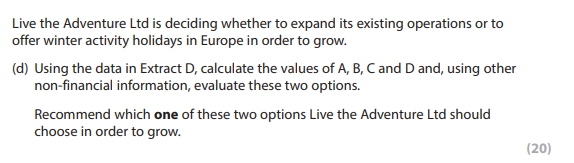 Live the Adventure Ltd is deciding whether to expand its existing operations or to
offer winter activity holidays in Europe in order to grow.
(d) Using the data in Extract D, calculate the values of A, B, C and D and, using other
non-financial information, evaluate these two options.
Recommend which one of these two options Live the Adventure Ltd should
choose in order to grow.
(20)